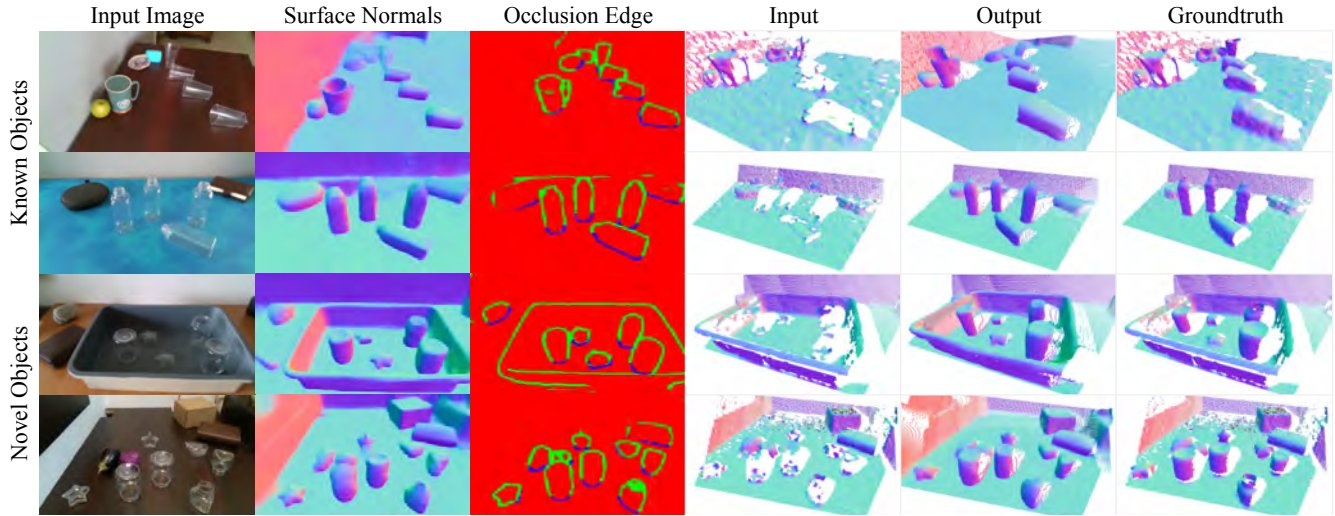 Input Image Surface Normals Occlusion Edge Input Output Groundtruth
Known Objects
Novel Objects